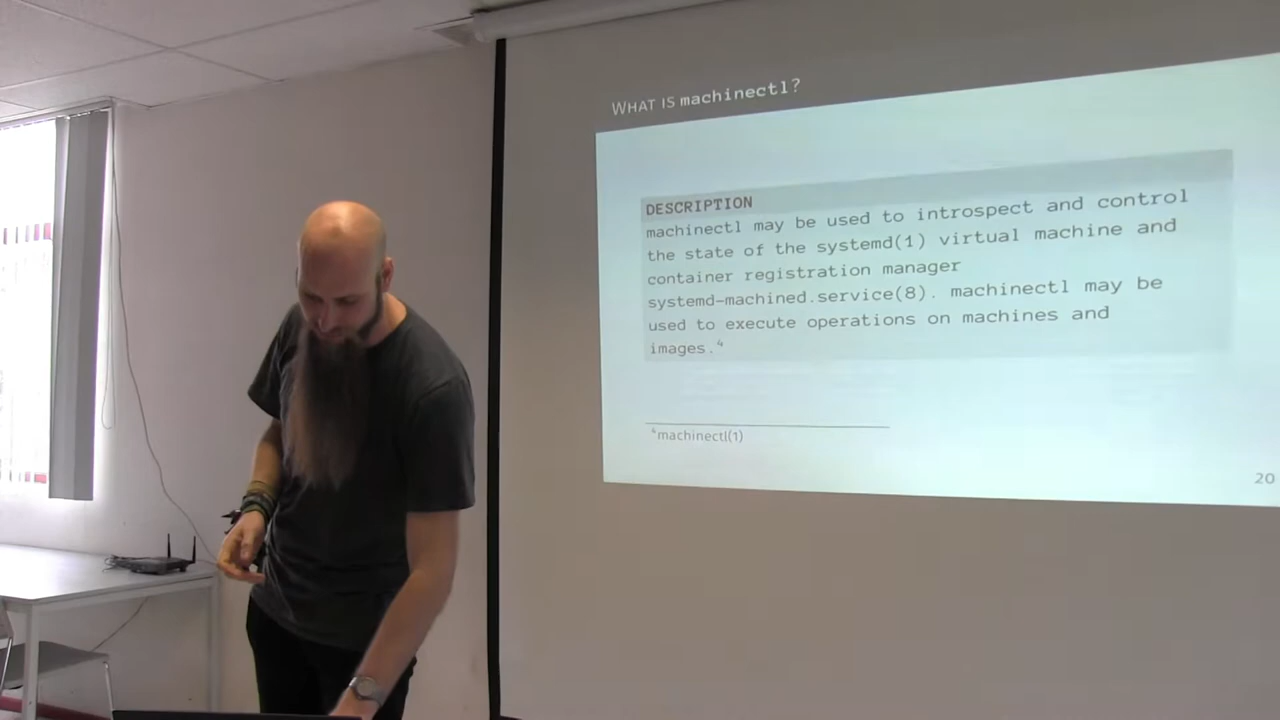 WHAT IS machinectl?
DESCRIPTION
machinectl may be used to introspect and control
the state of the systemd(1) virtual machine and
container registration manager
systemd-machined.service(8). machinectl may be
used to execute operations on machines and
images.⁴
⁴machinectl(1)
20